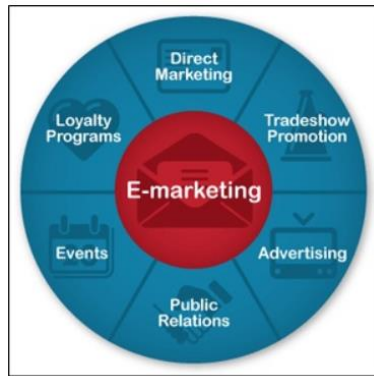 Direct
Marketing
Tradeshow
Promotion
Advertising
Public
Relations
Events
Loyalty
Programs
E-marketing